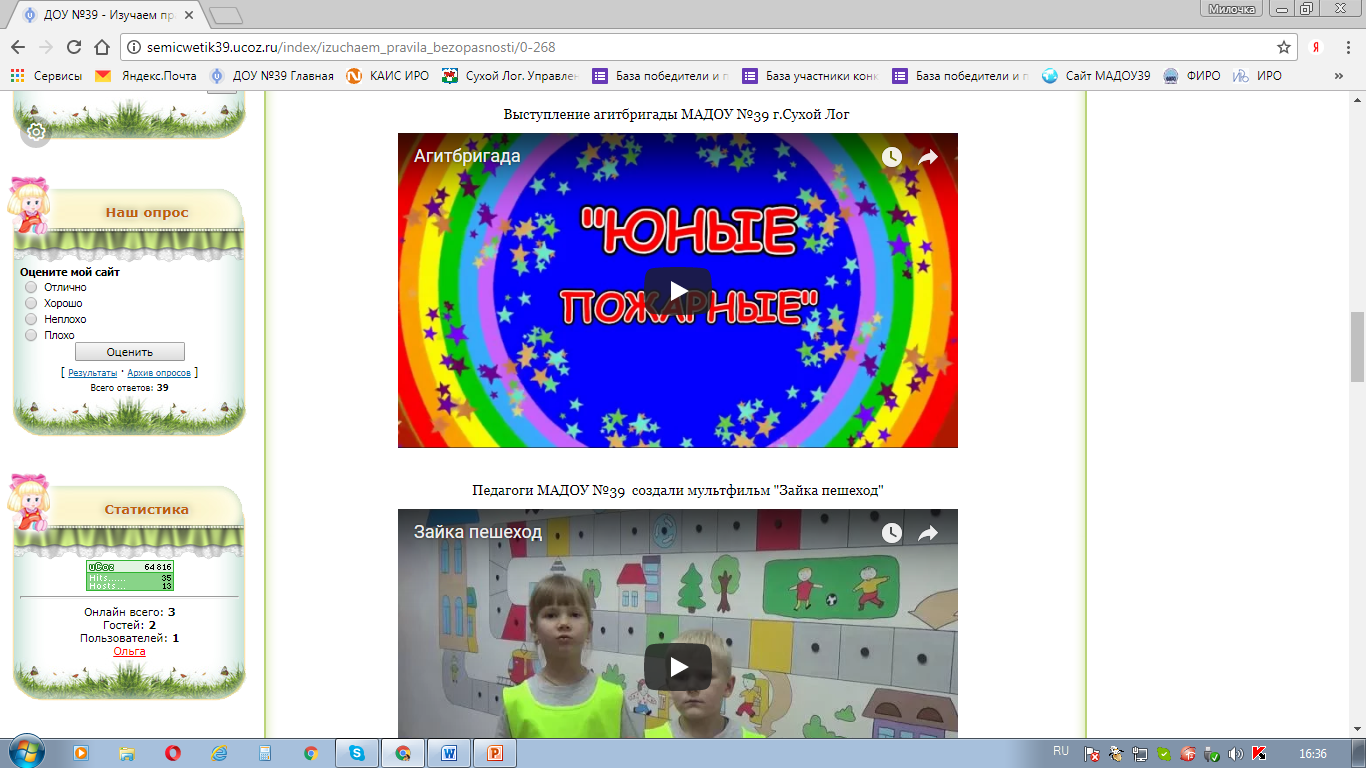 ДОУ №39 - Изучаем пр
Милочка
semicwetik39.ucoz.ru/index/izuchaem_pravila_bezopasnosti/0-268
Сервисы
Яндекс.Почта
ДОУ №39 Главная
КАИС ИРО
Сухой Лог. Управлен
База победители и п
База участники конк
База победители и п
Сайт МАДОУ39
ФИРО
ИРО
»
Выступление агитбригады МАДОУ №39 г.Сухой Лог
Агитбригада
"ЮНЫЕ
ПОЖАРНЫЕ"
Наш опрос
Оцените мой сайт
Отлично
Хорошо
Неплохо
Плохо
Оценить
[ Результаты · Архив опросов ]
Всего ответов: 39
Педагоги МАДОУ №39 создали мультфильм "Зайка пешеход"
Зайка пешеход
Статистика
uCoz 64 816
Hits...... 35
Hosts... 13
Онлайн всего: 3
Гостей: 2
Пользователей: 1
Ольга
RU
16:36